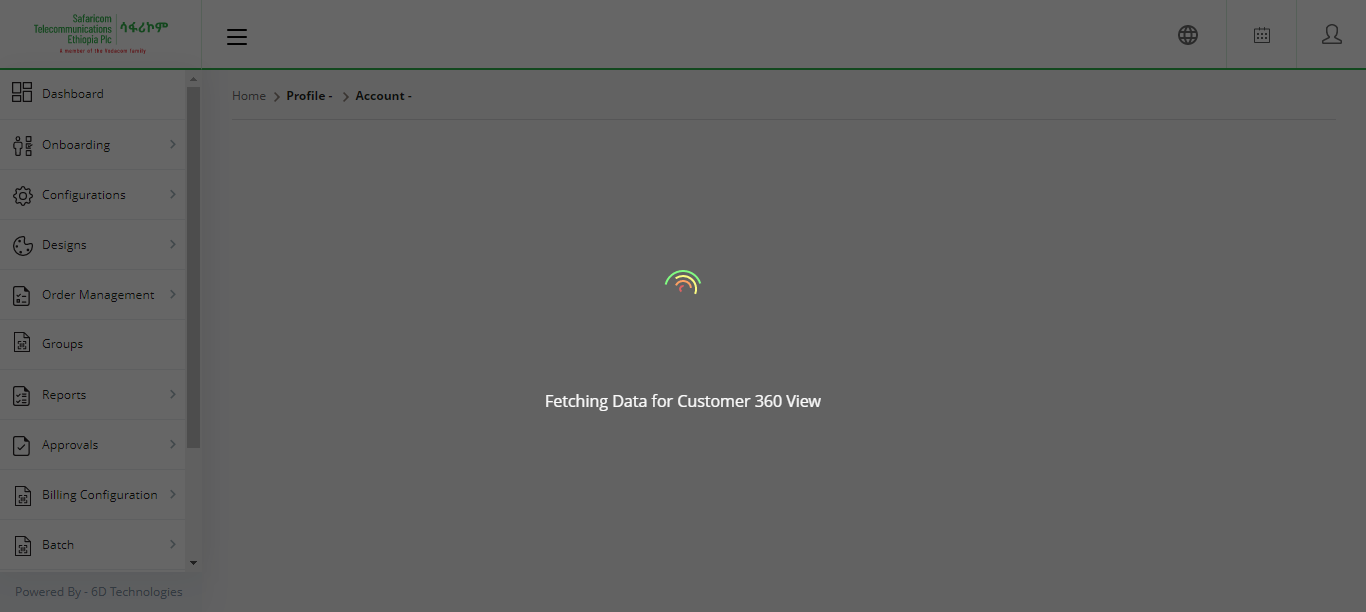 Safaricom
Telecommunications
Ethiopia Plc
ሳፋሪኮም
A member of the Vodacom family
Home > Profile - > Account -
Dashboard
Onboarding
Configurations
Designs
Order Management
Groups
Reports
Approvals
Billing Configuration
Batch
Powered By - 6D Technologies
Fetching Data for Customer 360 View